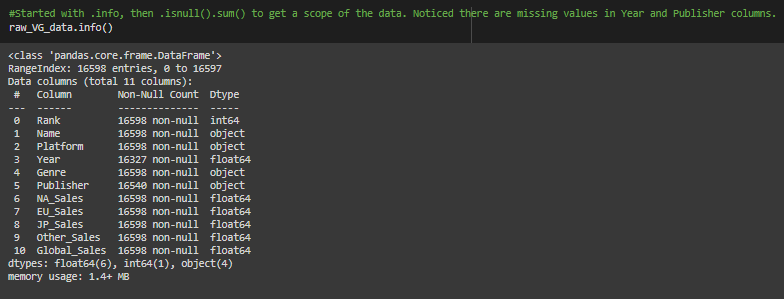 #Started with .info, then .isnull().sum() to get a scope of the data. Noticed there are missing values in Year and Publisher columns.
raw_VG_data.info()
<class 'pandas.core.frame.DataFrame'>
RangeIndex: 16598 entries, 0 to 16597
Data columns (total 11 columns):
 #   Column        Non-Null Count  Dtype
---  ------        --------------  -----
 0   Rank          16598 non-null  int64
 1   Name          16598 non-null  object
 2   Platform      16598 non-null  object
 3   Year          16327 non-null  float64
 4   Genre         16598 non-null  object
 5   Publisher     16540 non-null  object
 6   NA_Sales      16598 non-null  float64
 7   EU_Sales      16598 non-null  float64
 8   JP_Sales      16598 non-null  float64
 9   Other_Sales   16598 non-null  float64
 10  Global_Sales  16598 non-null  float64
dtypes: float64(6), int64(1), object(4)
memory usage: 1.4+ MB